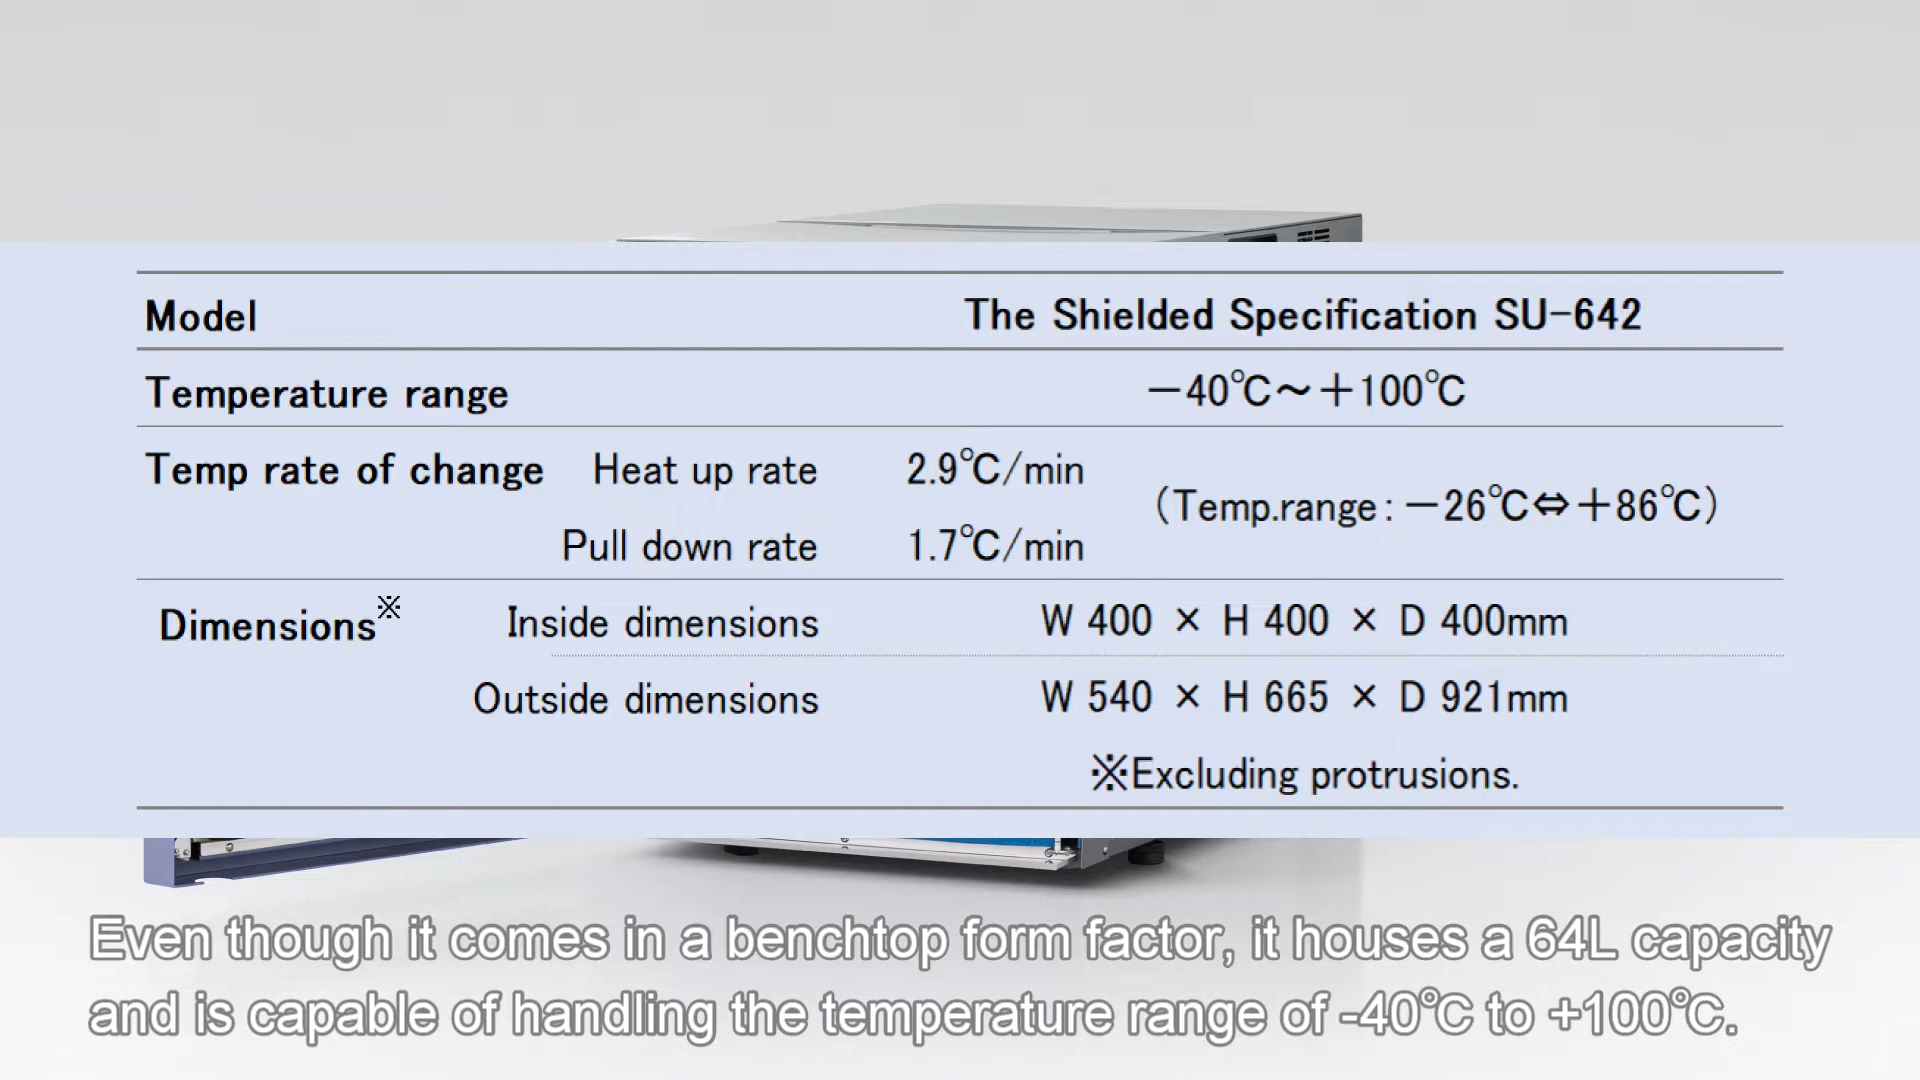 Model The Shielded Specification SU-642
Temperature range －40℃～＋100℃
Temp rate of change Heat up rate 2.9℃/min
(Temp.range: －26℃⇔＋86℃)
Pull down rate 1.7℃/min
Dimensions※ Inside dimensions W 400 × H 400 × D 400mm
Outside dimensions W 540 × H 665 × D 921mm
※Excluding protrusions.
Even though it comes in a benchtop form factor, it houses a 64L capacity
and is capable of handling the temperature range of -40℃ to +100℃.